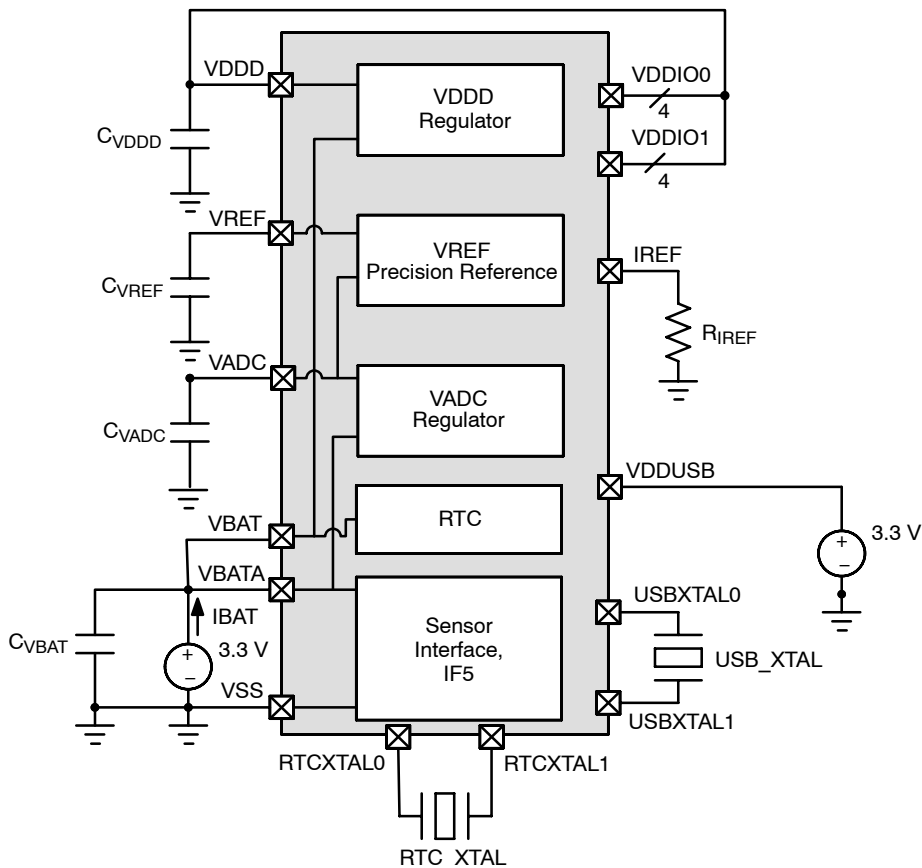 VDDD
VDDD
Regulator
VDDIO0
4
C_VDDD
VDDIO1
4
VREF
VREF
Precision Reference
IREF
C_VREF
R_IREF
VADC
VADC
Regulator
C_VADC
VDDUSB
RTC
VBAT
3.3 V
+
−
VBATA
IBAT
Sensor
Interface,
IF5
USBXTAL0
C_VBAT
3.3 V
+
−
USB_XTAL
VSS
USBXTAL1
RTCXTAL0
RTCXTAL1
RTC_XTAL